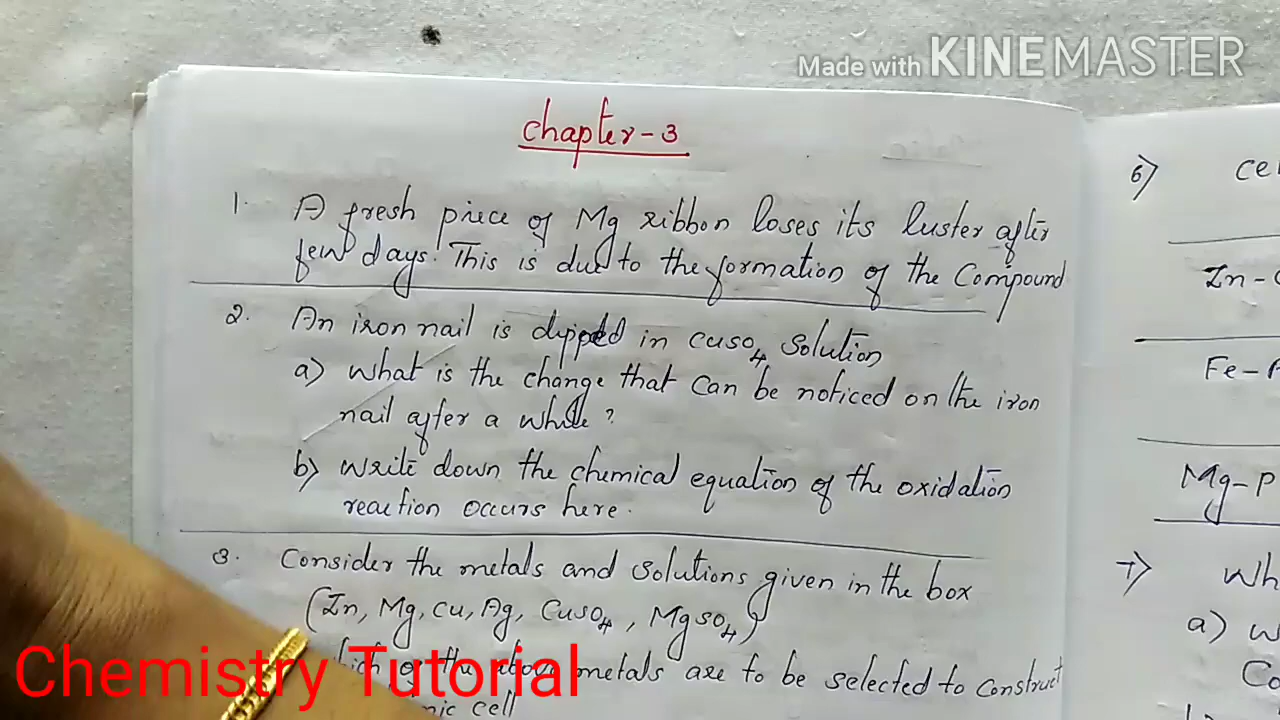 Made with KINEMASTER
Chapter-3
1. A fresh piece of Mg ribbon loses its luster after
few days. This is due to the formation of the Compound
2. An iron nail is dipped in CuSO4 Solution
a) What is the change that can be noticed on the iron
nail after a while?
b) Write down the chemical equation of the oxidation
reaction occurs here.
3. Consider the metals and solutions given in the box
(Zn, Mg, Cu, Ag, CuSO4, MgSO4)
of the metals are to be selected to construct
cell
6)
Zn-
Fe-
Mg-P
7)
a)
Chemistry Tutorial